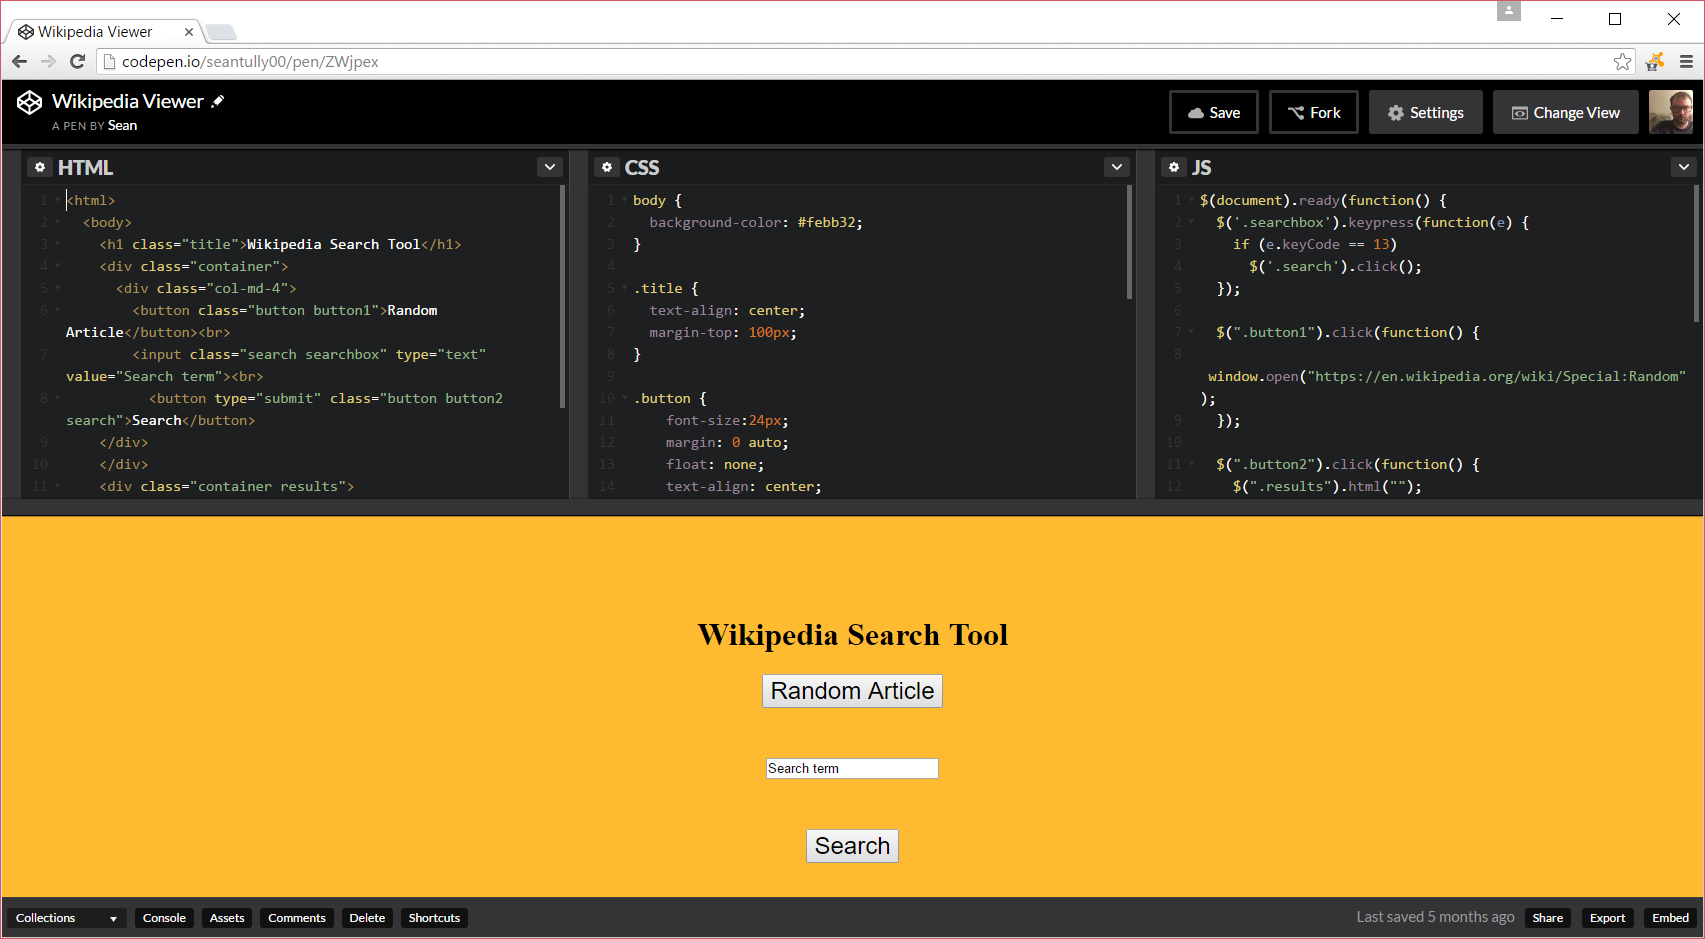 Wikipedia Viewer
codepen.io/seantully00/pen/ZWjpex
Wikipedia Viewer
A PEN BY Sean
Save
Fork
Settings
Change View
HTML
1 <html>
2 <body>
3 <h1 class="title">Wikipedia Search Tool</h1>
4 <div class="container">
5 <div class="col-md-4">
6 <button class="button button1">Random
Article</button><br>
7 <input class="search searchbox" type="text"
value="Search term"><br>
8 <button type="submit" class="button button2
search">Search</button>
9 </div>
10 </div>
11 <div class="container results">
CSS
1 body {
2 background-color: #febb32;
3 }
4
5 .title {
6 text-align: center;
7 margin-top: 100px;
8 }
9
10 .button {
11 font-size:24px;
12 margin: 0 auto;
13 float: none;
14 text-align: center;
JS
1 $(document).ready(function() {
2 $('.searchbox').keypress(function(e) {
3 if (e.keyCode == 13)
4 $('.search').click();
5 });
6
7 $(".button1").click(function() {
8
window.open("https://en.wikipedia.org/wiki/Special:Random"
);
9 });
10
11 $(".button2").click(function() {
12 $(".results").html("");
Wikipedia Search Tool
Random Article
Search term
Search
Collections
Console
Assets
Comments
Delete
Shortcuts
Last saved 5 months ago
Share
Export
Embed